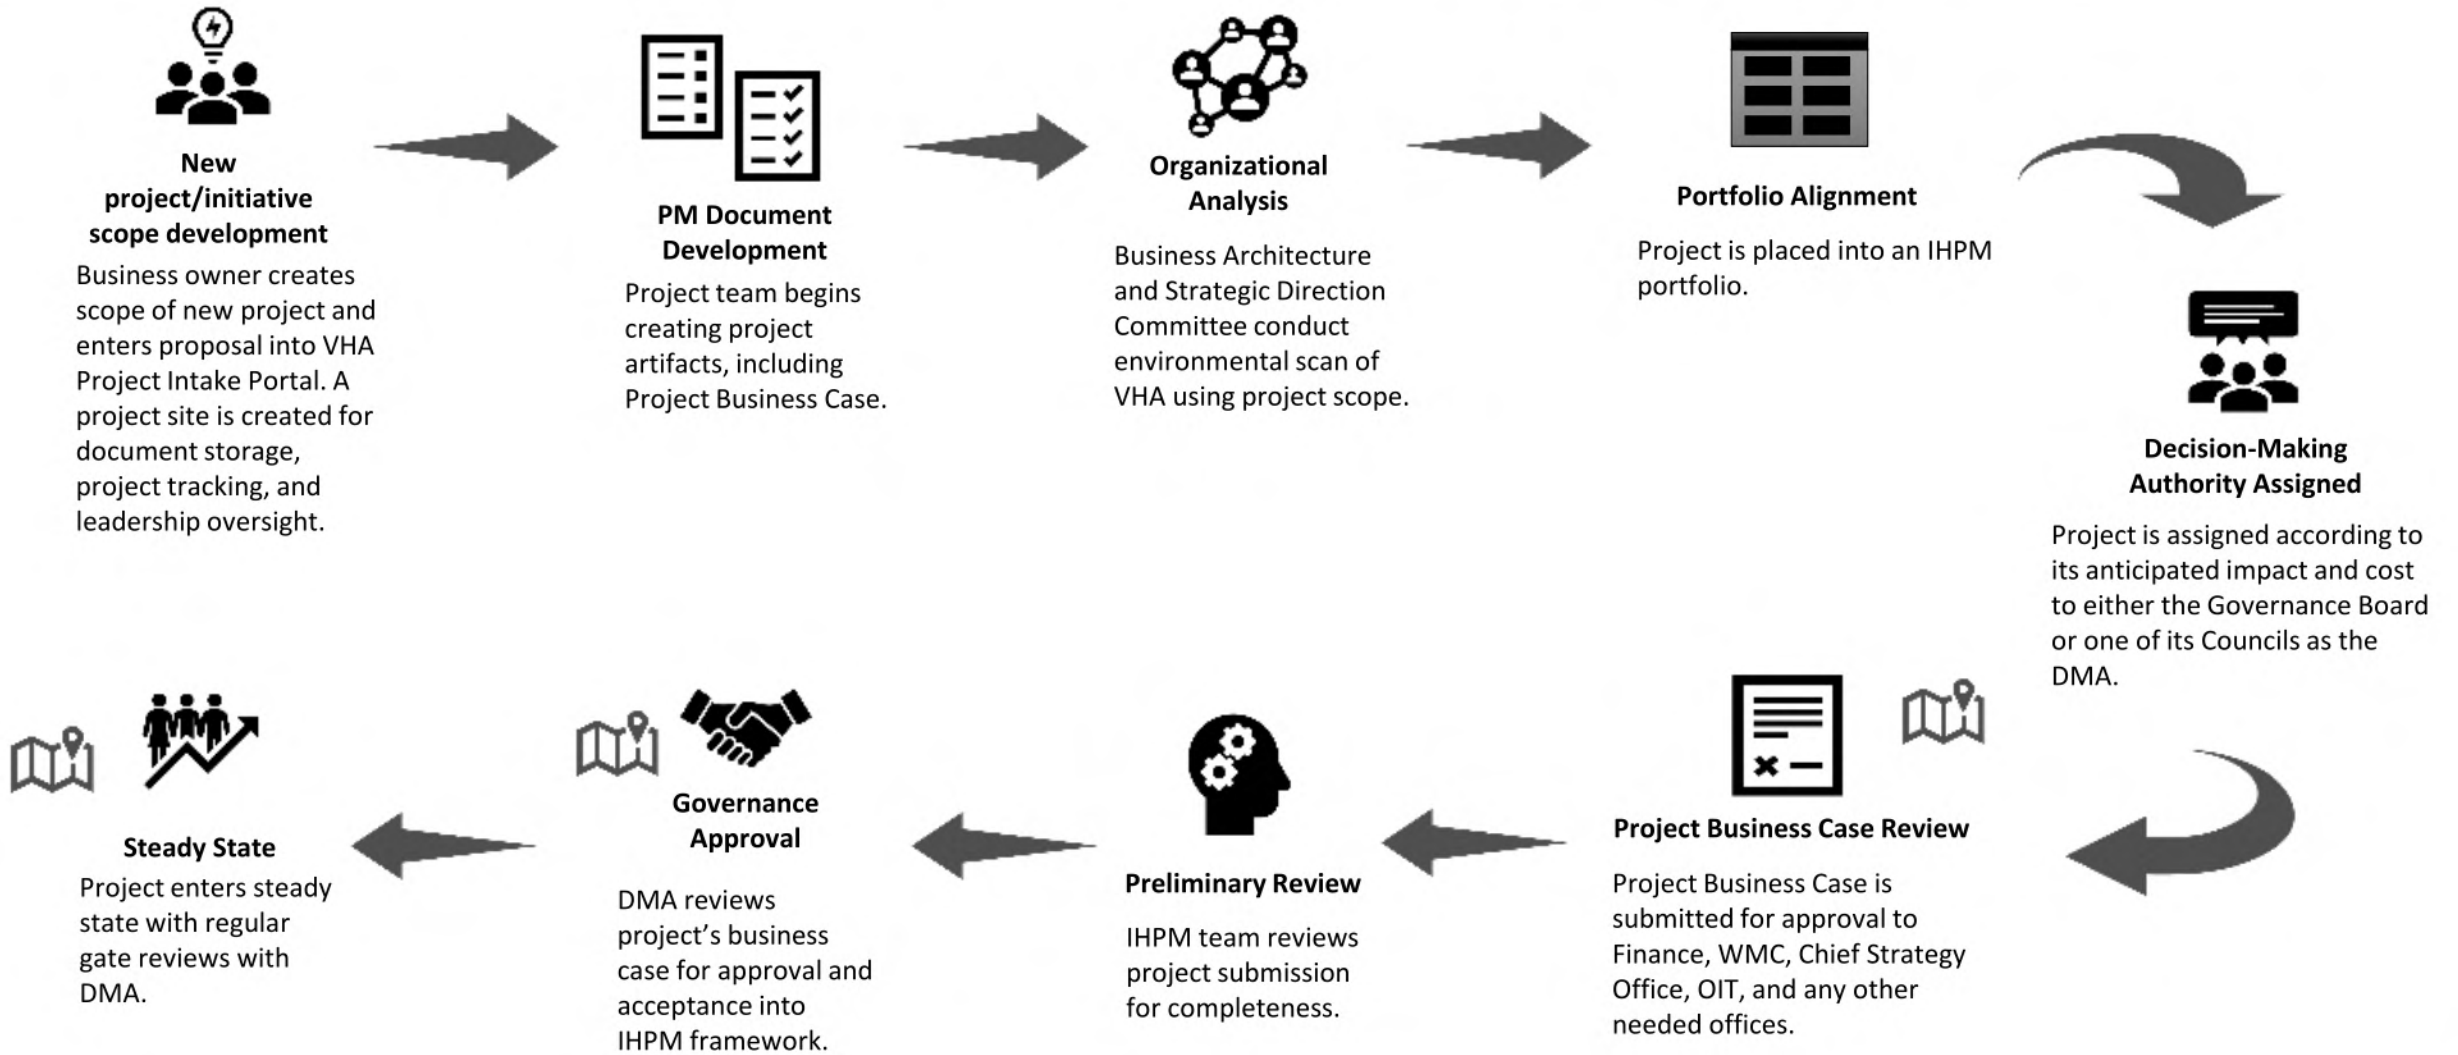 New
project/initiative
scope development
Business owner creates
scope of new project and
enters proposal into VHA
Project Intake Portal. A
project site is created for
document storage,
project tracking, and
leadership oversight.
PM Document
Development
Project team begins
creating project
artifacts, including
Project Business Case.
Organizational
Analysis
Business Architecture
and Strategic Direction
Committee conduct
environmental scan of
VHA using project scope.
Portfolio Alignment
Project is placed into an IHPM
portfolio.
Decision-Making
Authority Assigned
Project is assigned according to
its anticipated impact and cost
to either the Governance Board
or one of its Councils as the
DMA.
Project Business Case Review
Project Business Case is
submitted for approval to
Finance, WMC, Chief Strategy
Office, OIT, and any other
needed offices.
Preliminary Review
IHPM team reviews
project submission
for completeness.
Governance
Approval
DMA reviews
project’s business
case for approval and
acceptance into
IHPM framework.
Steady State
Project enters steady
state with regular
gate reviews with
DMA.